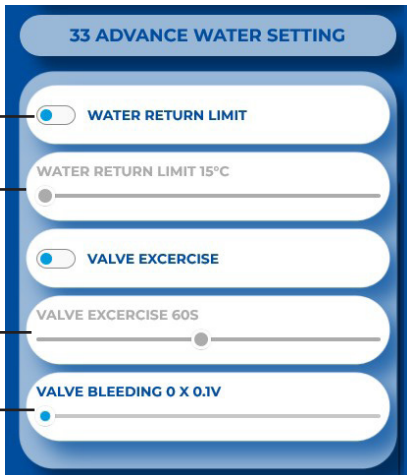 33 ADVANCE WATER SETTING
WATER RETURN LIMIT
WATER RETURN LIMIT 15°C
VALVE EXCERCISE
VALVE EXCERCISE 60S
VALVE BLEEDING 0 X 0.1V